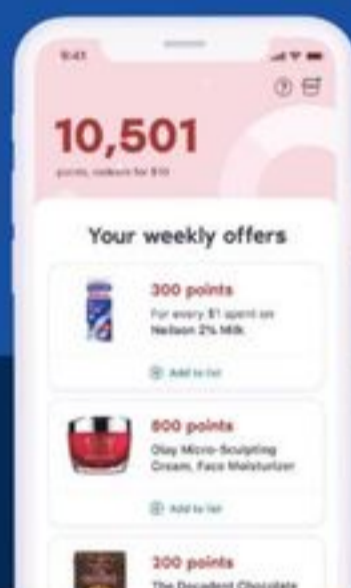 9:41
10,501
points, redeem for $10
Your weekly offers
300 points
For every $1 spent on
Neilson 2% Milk
Add to list
800 points
Olay Micro-Sculpting
Cream, Face Moisturizer
Add to list
300 points
The Decadent Chocolate